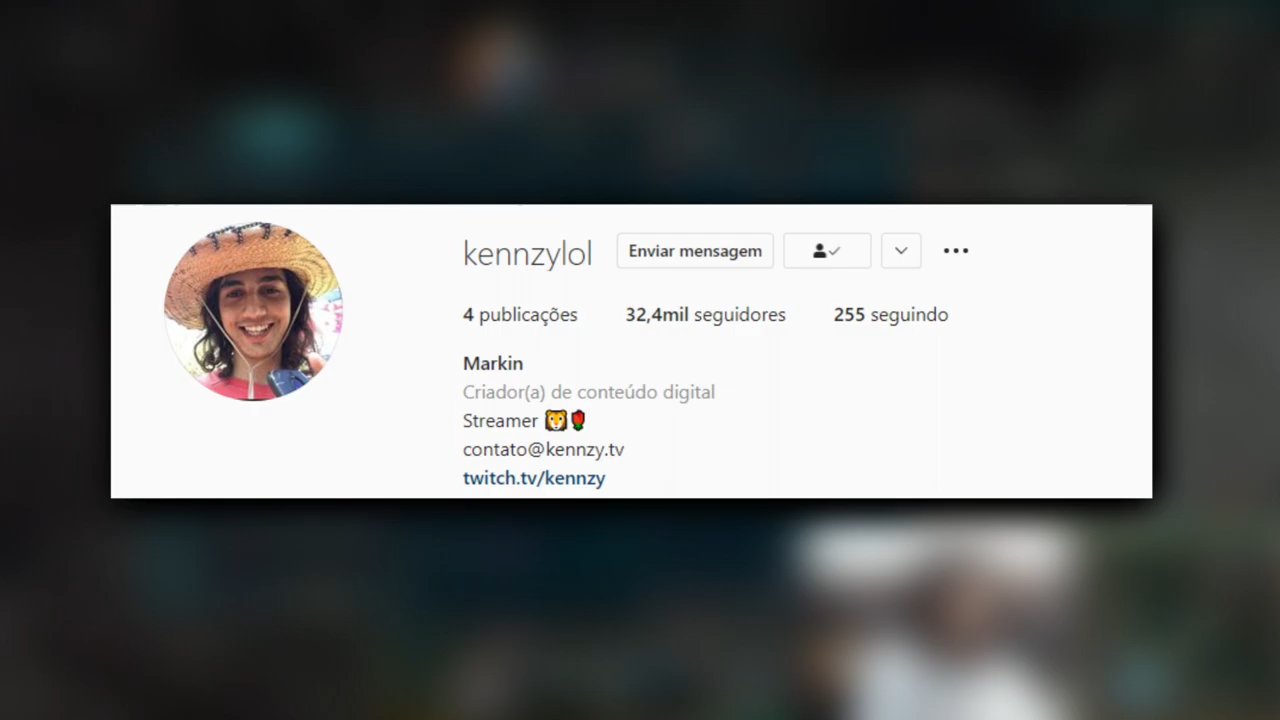 kennzylol Enviar mensagem
4 publicações 32,4mil seguidores 255 seguindo
Markin
Criador(a) de conteúdo digital
Streamer 🐯🌹
contato@kennzy.tv
twitch.tv/kennzy